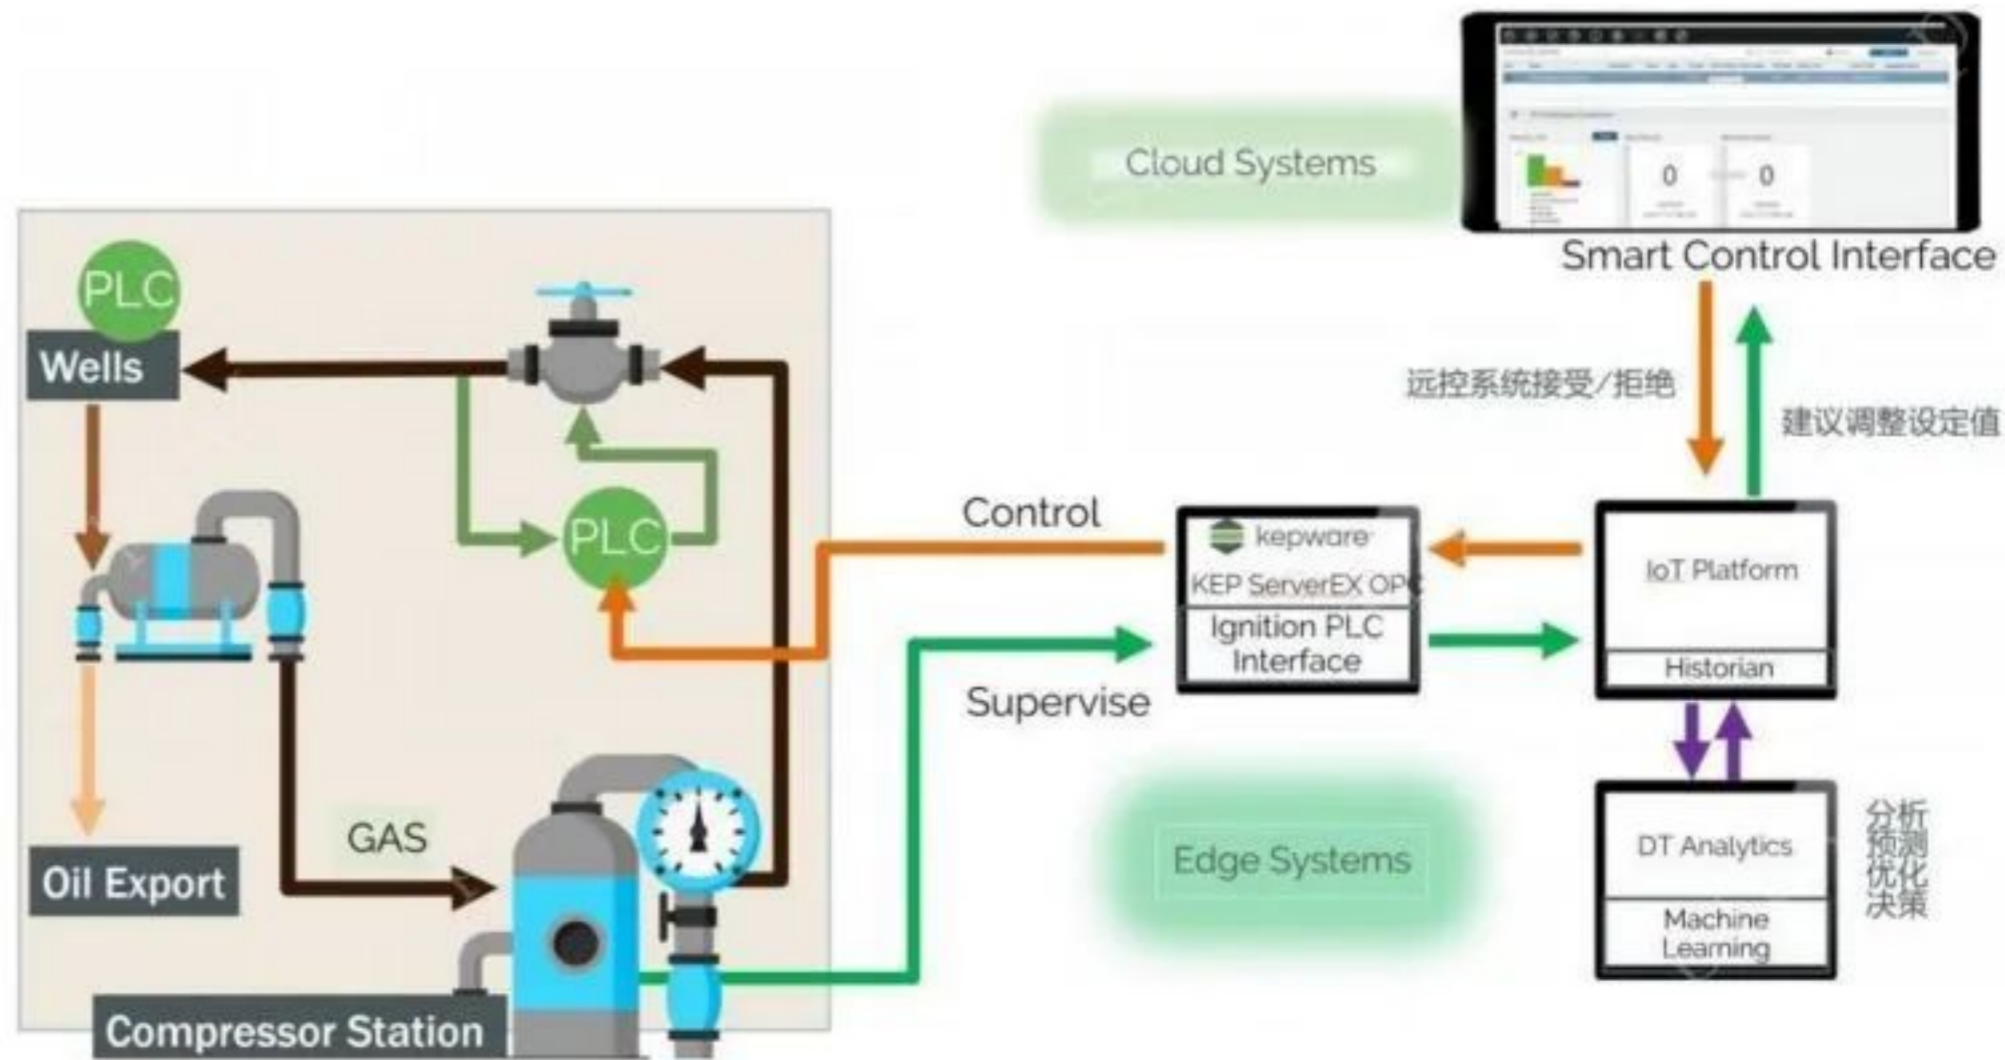 Cloud Systems
0
0
Smart Control Interface
PLC
Wells
远控系统接受/拒绝
建议调整设定值
Control
PLC
kepware
KEP ServerEX OPC
Ignition PLC
Interface
IoT Platform
Historian
Supervise
GAS
Oil Export
Edge Systems
DT Analytics
Machine
Learning
分析
预测
优化
决策
Compressor Station